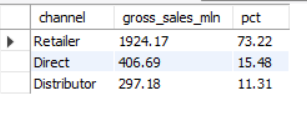 channel gross_sales_mln pct
Retailer 1924.17 73.22
Direct 406.69 15.48
Distributor 297.18 11.31